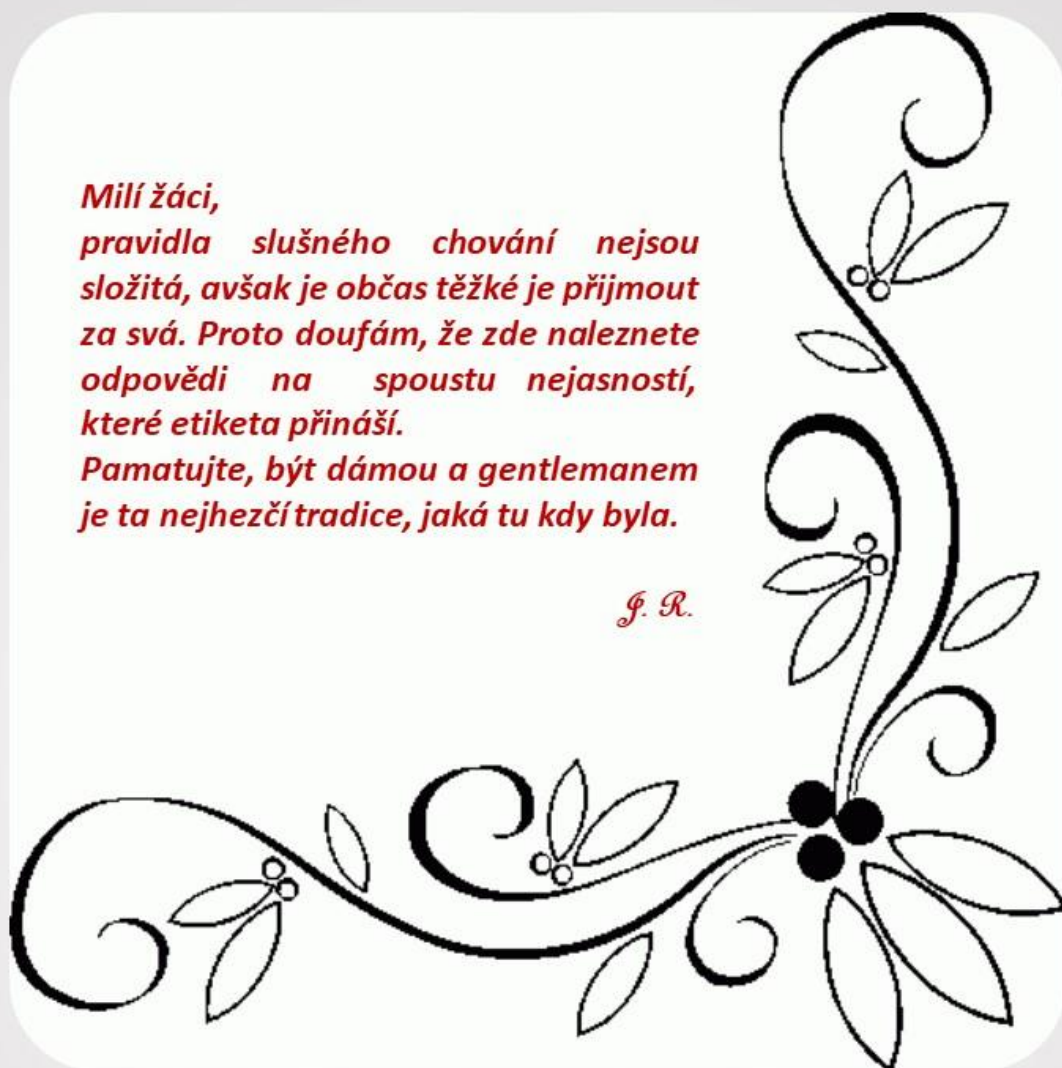 Milí žáci,
pravidla slušného chování nejsou
složitá, avšak je občas těžké je přijmout
za svá. Proto doufám, že zde naleznete
odpovědi na spoustu nejasností,
které etiketa přináší.
Pamatujte, být dámou a gentlemanem
je ta nejhezčí tradice, jaká tu kdy byla.
J. R.